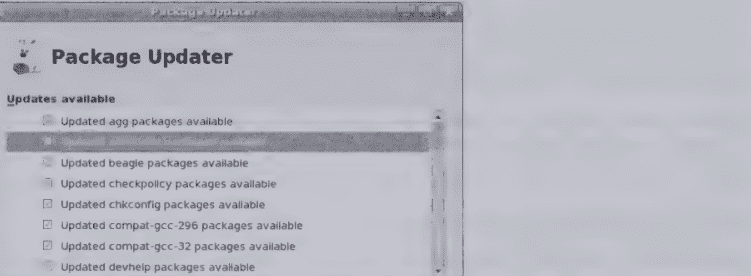 Package Updater
Package Updater
Updates available
Updated agg packages available
Updated beagle packages available
Updated checkpolicy packages available
Updated chkconfig packages available
Updated compat-gcc-296 packages available
Updated compat-gcc-32 packages available
Updated devhelp packages available